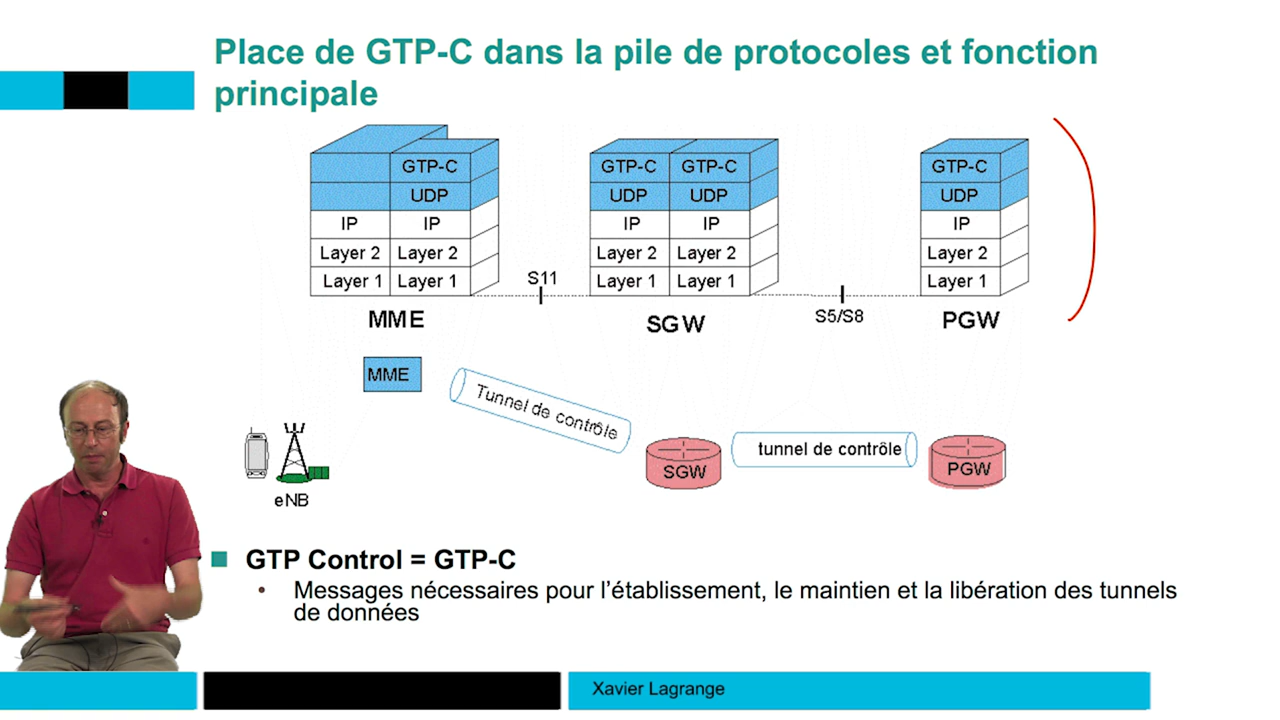 Place de GTP-C dans la pile de protocoles et fonction
principale
GTP-C
GTP-C
GTP-C
GTP-C
UDP
UDP
UDP
UDP
IP
IP
IP
IP
IP
Layer 2
Layer 2
Layer 2
Layer 2
Layer 2
Layer 1
Layer 1
Layer 1
Layer 1
Layer 1
S11
S5/S8
MME
SGW
PGW
MME
Tunnel de contrôle
tunnel de contrôle
SGW
PGW
eNB
GTP Control = GTP-C
Messages nécessaires pour l’établissement, le maintien et la libération des tunnels
de données
Xavier Lagrange